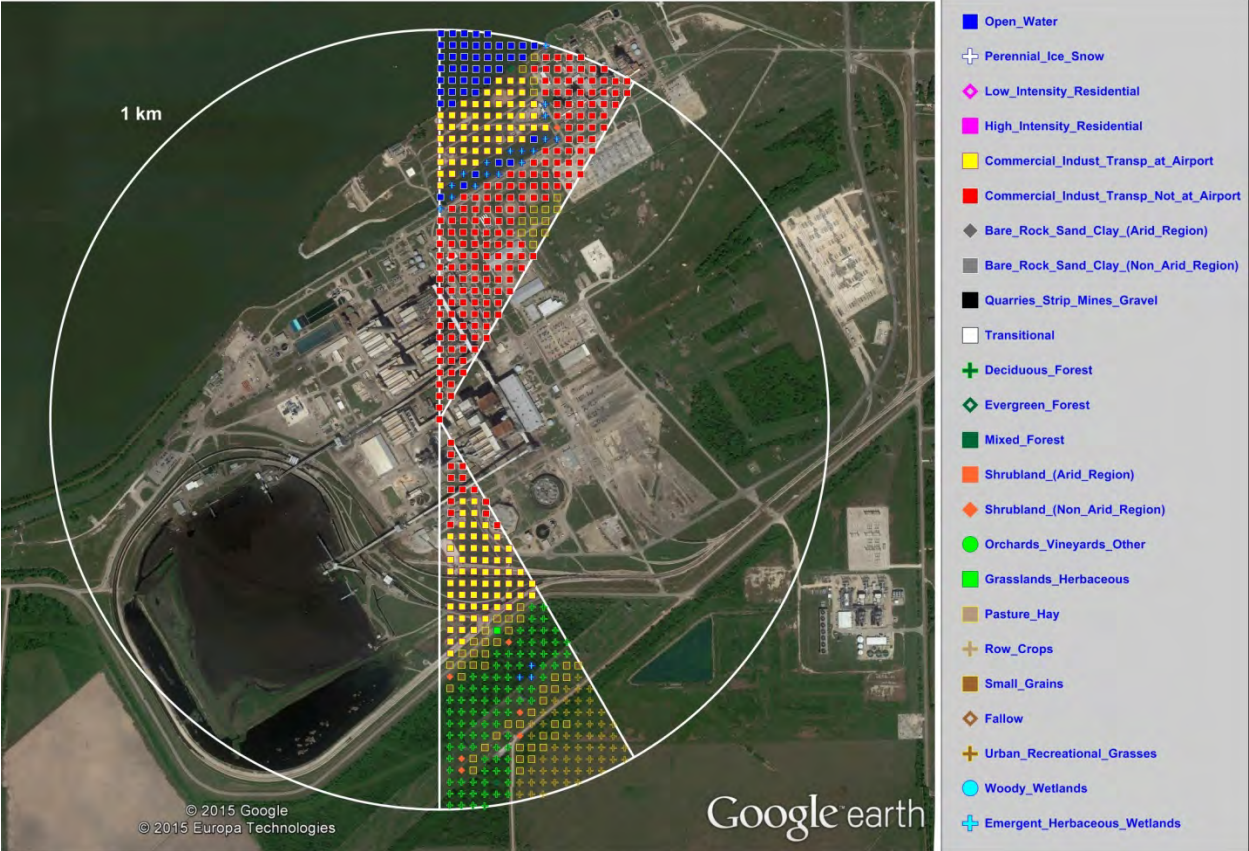 1 km
© 2015 Google
© 2015 Europa Technologies
Google earth
Open_Water
Perennial_Ice_Snow
Low_Intensity_Residential
High_Intensity_Residential
Commercial_Indust_Transp_at_Airport
Commercial_Indust_Transp_Not_at_Airport
Bare_Rock_Sand_Clay_(Arid_Region)
Bare_Rock_Sand_Clay_(Non_Arid_Region)
Quarries_Strip_Mines_Gravel
Transitional
Deciduous_Forest
Evergreen_Forest
Mixed_Forest
Shrubland_(Arid_Region)
Shrubland_(Non_Arid_Region)
Orchards_Vineyards_Other
Grasslands_Herbaceous
Pasture_Hay
Row_Crops
Small_Grains
Fallow
Urban_Recreational_Grasses
Woody_Wetlands
Emergent_Herbaceous_Wetlands